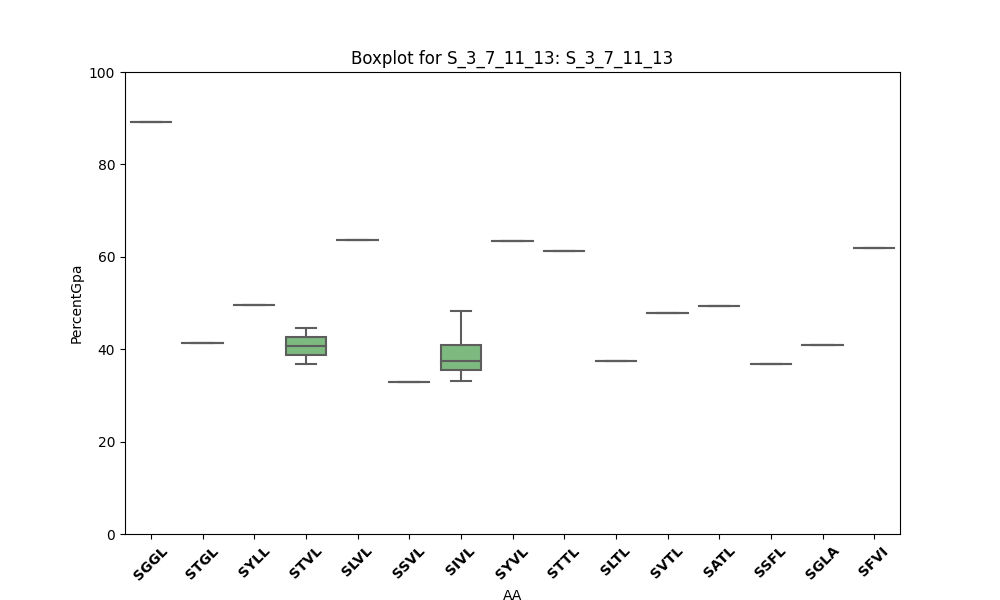 Boxplot for S_3_7_11_13: S_3_7_11_13
PercentGpa
100
80
60
40
20
0
SGGL STGL SYLL STVL SLVL SSVL SIVL SYVL STTL SLTL SVTL SATL SSFL SGLA SFVI
AA